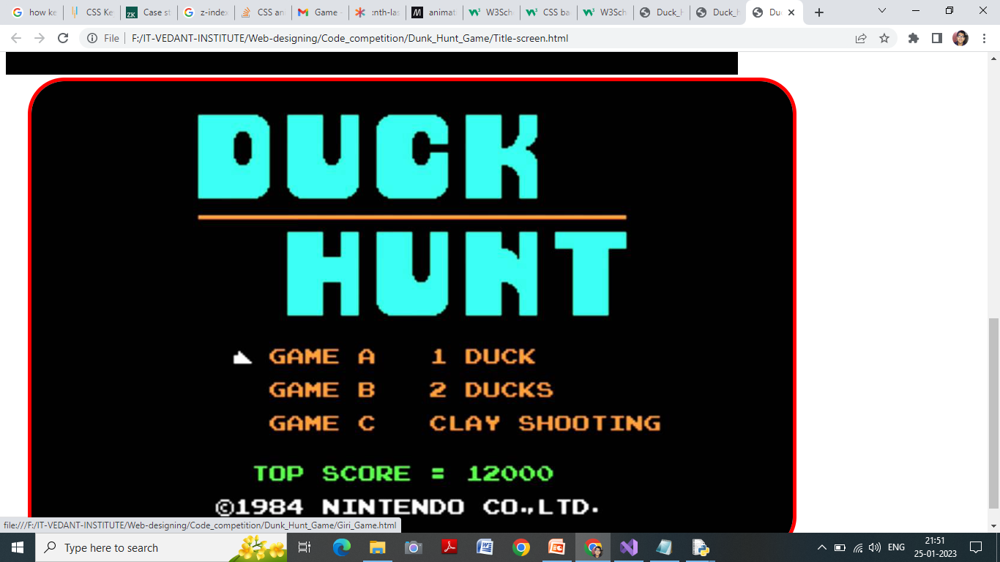 how ke
CSS Ke
Case st
z-index
CSS an
Gmail -
:nth-las
animat
W3Sch
CSS ba
W3Sch
Duck_H
Duck_H
Du
File
F:/IT-VEDANT-INSTITUTE/Web-designing/Code_competition/Dunk_Hunt_Game/Title-screen.html
DUCK
HUNT
GAME A 1 DUCK
GAME B 2 DUCKS
GAME C CLAY SHOOTING
TOP SCORE = 12000
©1984 NINTENDO CO.,LTD.
file:///F:/IT-VEDANT-INSTITUTE/Web-designing/Code_competition/Dunk_Hunt_Game/Giri_Game.html
Type here to search
ENG
21:51
25-01-2023